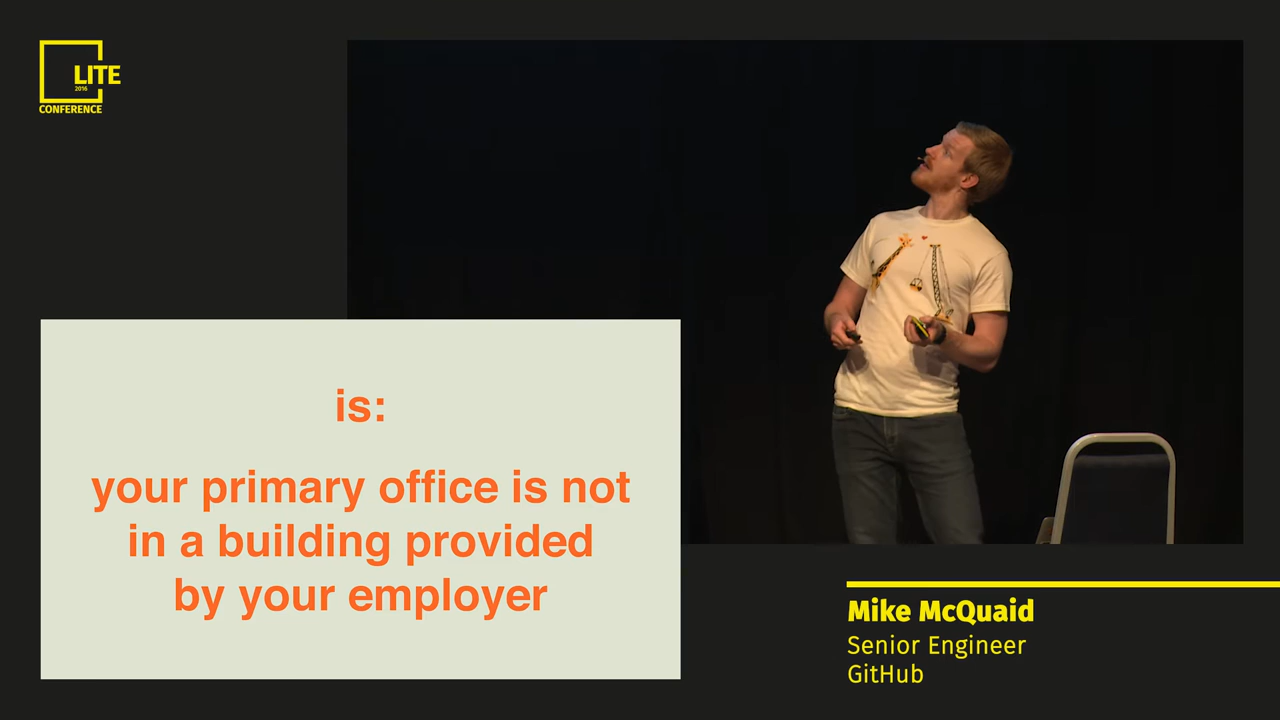 LITE
2016
CONFERENCE
is:
your primary office is not
in a building provided
by your employer
Mike McQuaid
Senior Engineer
GitHub